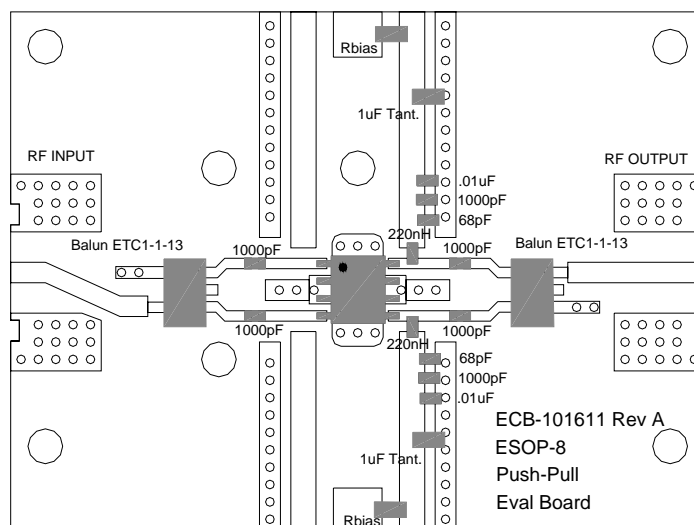 Rbias
1uF Tant.
RF INPUT
RF OUTPUT
.01uF
1000pF
68pF
220nH
Balun ETC1-1-13
1000pF
1000pF
Balun ETC1-1-13
1000pF
1000pF
220nH
68pF
1000pF
.01uF
1uF Tant.
Rbias
ECB-101611 Rev A
ESOP-8
Push-Pull
Eval Board